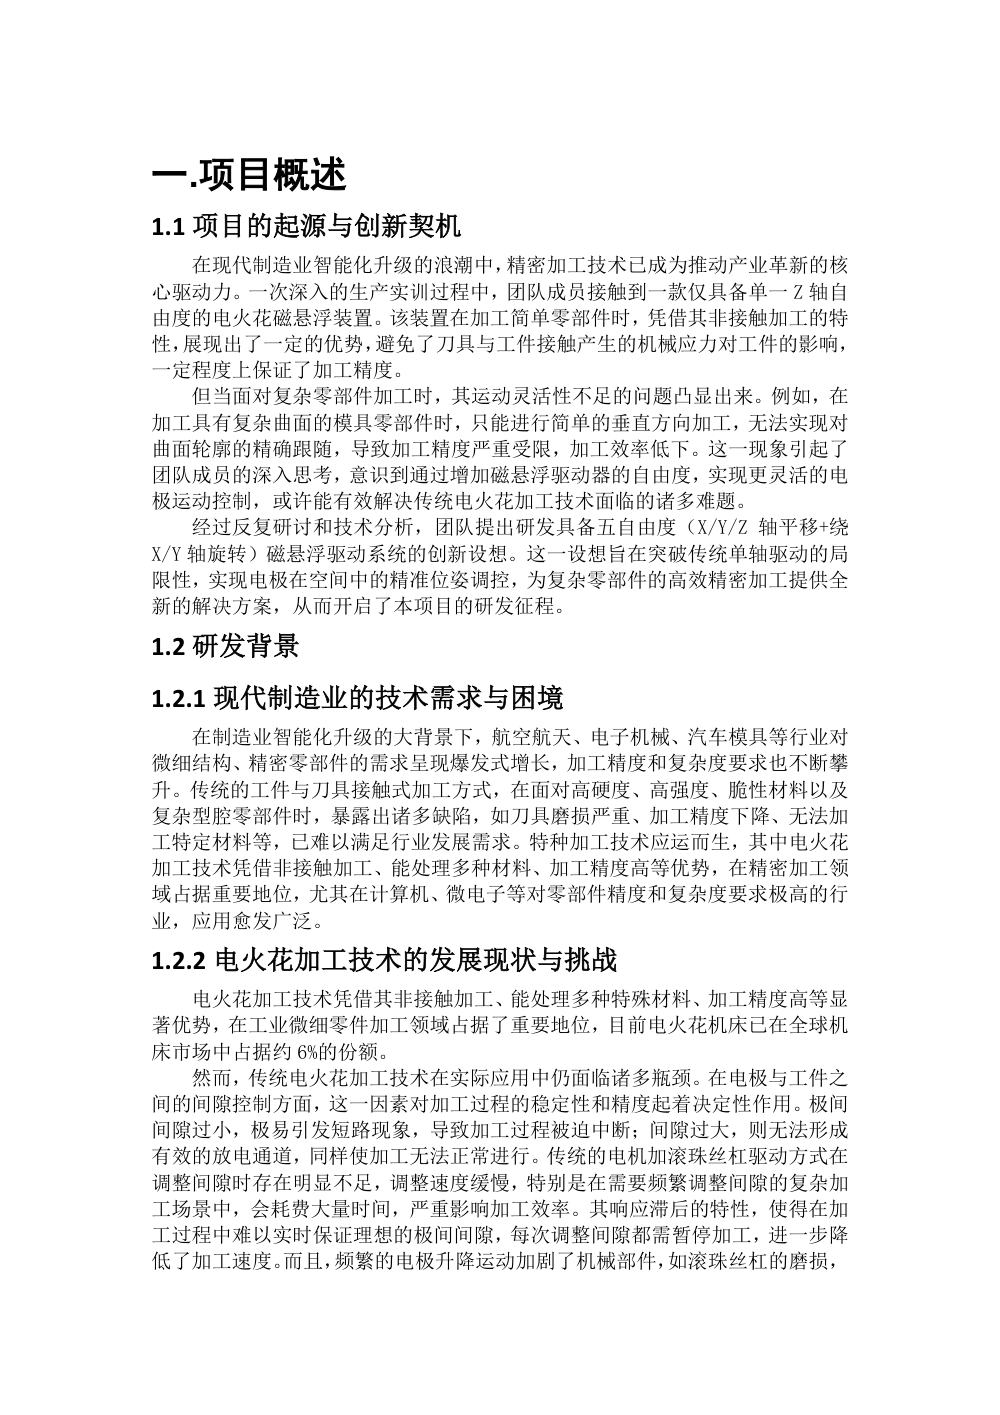 一.项目概述
1.1 项目的起源与创新契机
在现代制造业智能化升级的浪潮中，精密加工技术已成为推动产业革新的核
心驱动力。一次深入的生产实训过程中，团队成员接触到一款仅具备单一 Z 轴自
由度的电火花磁悬浮装置。该装置在加工简单零部件时，凭借其非接触加工的特
性，展现出了一定的优势，避免了刀具与工件接触产生的机械应力对工件的影响，
一定程度上保证了加工精度。
但当面对复杂零部件加工时，其运动灵活性不足的问题凸显出来。例如，在
加工具有复杂曲面的模具零部件时，只能进行简单的垂直方向加工，无法实现对
曲面轮廓的精确跟随，导致加工精度严重受限，加工效率低下。这一现象引起了
团队成员的深入思考，意识到通过增加磁悬浮驱动器的自由度，实现更灵活的电
极运动控制，或许能有效解决传统电火花加工技术面临的诸多难题。
经过反复研讨和技术分析，团队提出研发具备五自由度（X/Y/Z 轴平移+绕
X/Y 轴旋转）磁悬浮驱动系统的创新设想。这一设想旨在突破传统单轴驱动的局
限性，实现电极在空间中的精准位姿调控，为复杂零部件的高效精密加工提供全
新的解决方案，从而开启了本项目的研发征程。
1.2 研发背景
1.2.1 现代制造业的技术需求与困境
在制造业智能化升级的大背景下，航空航天、电子机械、汽车模具等行业对
微细结构、精密零部件的需求呈现爆发式增长，加工精度和复杂度要求也不断攀
升。传统的工件与刀具接触式加工方式，在面对高硬度、高强度、脆性材料以及
复杂型腔零部件时，暴露出诸多缺陷，如刀具磨损严重、加工精度下降、无法加
工特定材料等，已难以满足行业发展需求。特种加工技术应运而生，其中电火花
加工技术凭借非接触加工、能处理多种材料、加工精度高等优势，在精密加工领
域占据重要地位，尤其在计算机、微电子等对零部件精度和复杂度要求极高的行
业，应用愈发广泛。
1.2.2 电火花加工技术的发展现状与挑战
电火花加工技术凭借其非接触加工、能处理多种特殊材料、加工精度高等显
著优势，在工业微细零件加工领域占据了重要地位，目前电火花机床已在全球机
床市场中占据约 6%的份额。
然而，传统电火花加工技术在实际应用中仍面临诸多瓶颈。在电极与工件之
间的间隙控制方面，这一因素对加工过程的稳定性和精度起着决定性作用。极间
间隙过小，极易引发短路现象，导致加工过程被迫中断；间隙过大，则无法形成
有效的放电通道，同样使加工无法正常进行。传统的电机加滚珠丝杠驱动方式在
调整间隙时存在明显不足，调整速度缓慢，特别是在需要频繁调整间隙的复杂加
工场景中，会耗费大量时间，严重影响加工效率。其响应滞后的特性，使得在加
工过程中难以实时保证理想的极间间隙，每次调整间隙都需暂停加工，进一步降
低了加工速度。而且，频繁的电极升降运动加剧了机械部件，如滚珠丝杠的磨损，